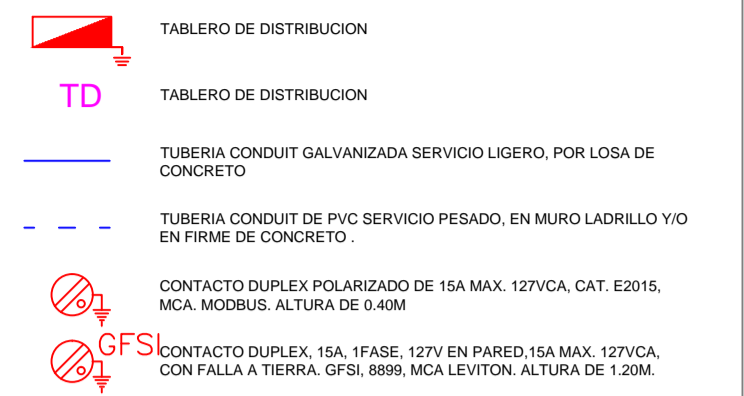 TABLERO DE DISTRIBUCION
TD
TABLERO DE DISTRIBUCION
TUBERIA CONDUIT GALVANIZADA SERVICIO LIGERO, POR LOSA DE
CONCRETO
TUBERIA CONDUIT DE PVC SERVICIO PESADO, EN MURO LADRILLO Y/O
EN FIRME DE CONCRETO .
CONTACTO DUPLEX POLARIZADO DE 15A MAX. 127VCA, CAT. E2015,
MCA. MODBUS. ALTURA DE 0.40M
GFSI
CONTACTO DUPLEX, 15A, 1FASE, 127V EN PARED,15A MAX. 127VCA,
CON FALLA A TIERRA. GFSI, 8899, MCA LEVITON. ALTURA DE 1.20M.